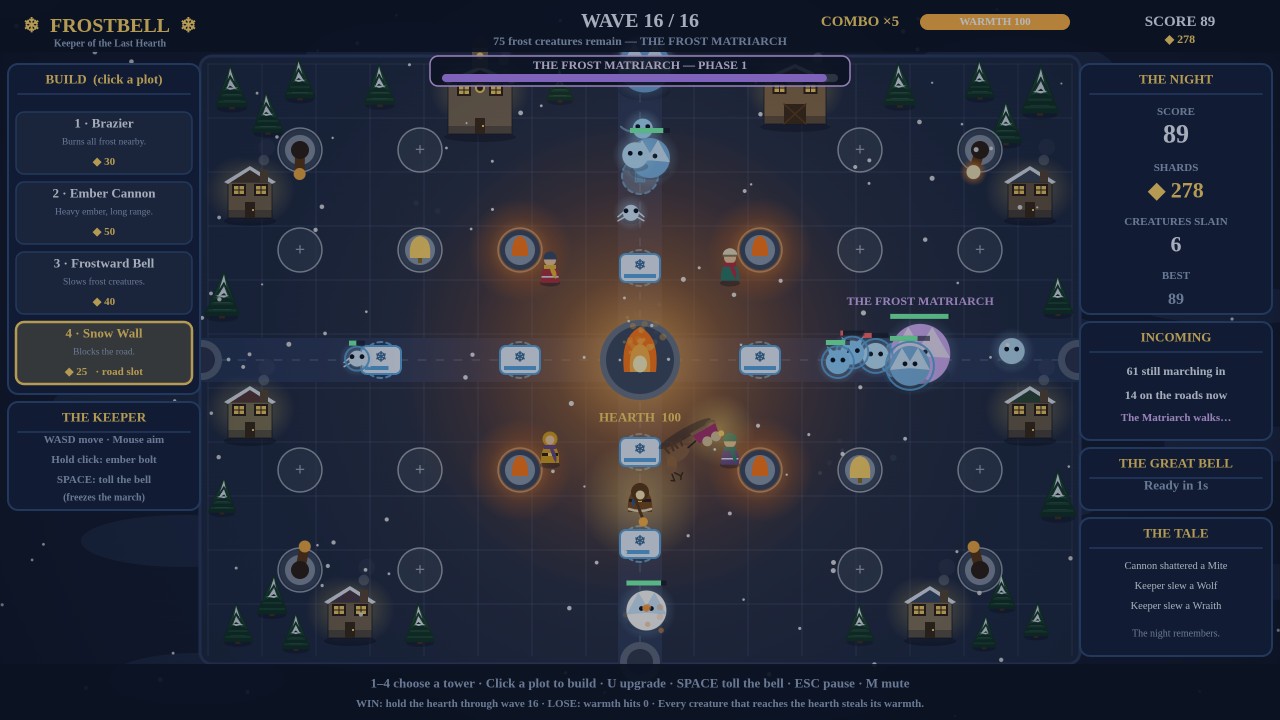 ❄ FROSTBELL ❄
Keeper of the Last Hearth
WAVE 16 / 16
75 frost creatures remain — THE FROST MATRIARCH
COMBO ×5
WARMTH 100
SCORE 89
◆ 278
THE FROST MATRIARCH — PHASE 1
BUILD (click a plot)
1 · Brazier
Burns all frost nearby.
◆ 30
2 · Ember Cannon
Heavy ember, long range.
◆ 50
3 · Frostward Bell
Slows frost creatures.
◆ 40
4 · Snow Wall
Blocks the road.
◆ 25 · road slot
THE KEEPER
WASD move · Mouse aim
Hold click: ember bolt
SPACE: toll the bell
(freezes the march)
THE FROST MATRIARCH
HEARTH 100
THE NIGHT
SCORE
89
SHARDS
◆ 278
CREATURES SLAIN
6
BEST
89
INCOMING
61 still marching in
14 on the roads now
The Matriarch walks…
THE GREAT BELL
Ready in 1s
THE TALE
Cannon shattered a Mite
Keeper slew a Wolf
Keeper slew a Wraith
The night remembers.
1–4 choose a tower · Click a plot to build · U upgrade · SPACE toll the bell · ESC pause · M mute
WIN: hold the hearth through wave 16 · LOSE: warmth hits 0 · Every creature that reaches the hearth steals its warmth.